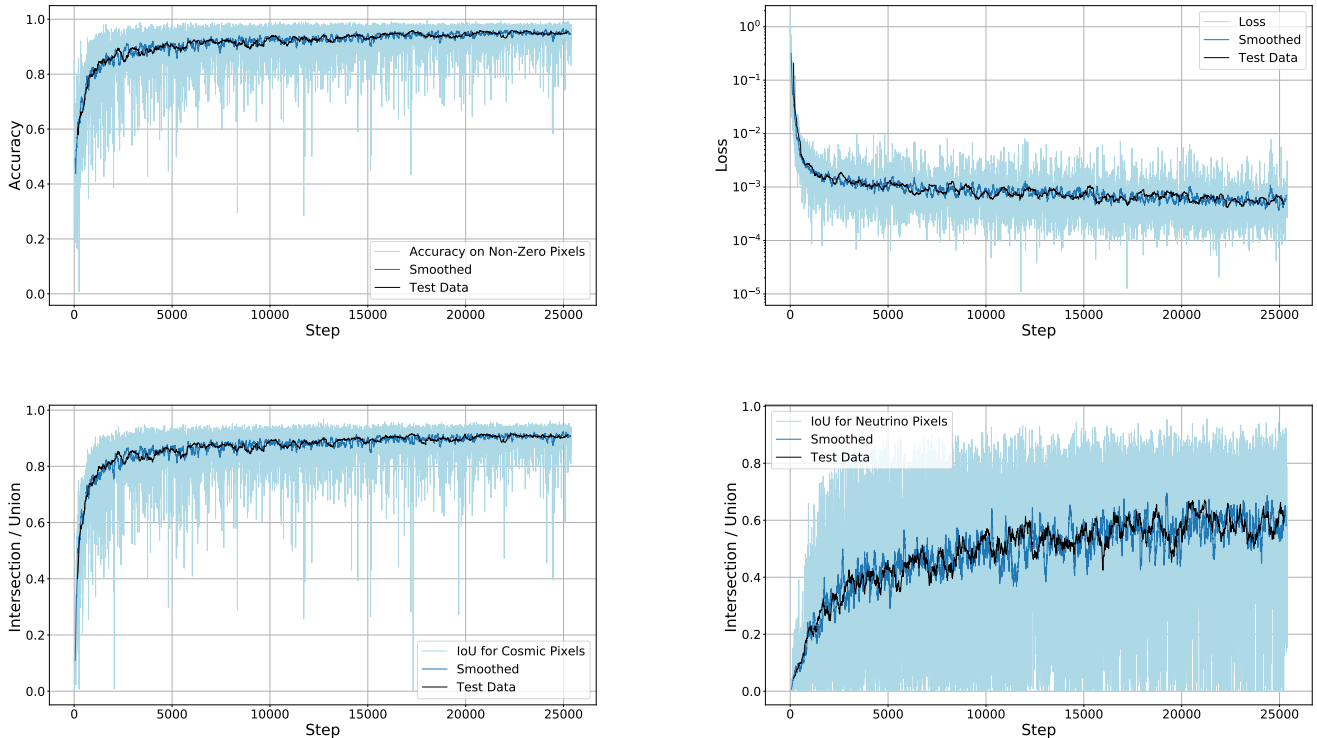 1.0
0.8
0.6
0.4
0.2
0.0
Accuracy
Accuracy on Non-Zero Pixels
Smoothed
Test Data
0 5000 10000 15000 20000 25000
Step
10⁰
10⁻¹
10⁻²
10⁻³
10⁻⁴
10⁻⁵
Loss
Loss
Smoothed
Test Data
0 5000 10000 15000 20000 25000
Step
1.0
0.8
0.6
0.4
0.2
0.0
Intersection / Union
IoU for Cosmic Pixels
Smoothed
Test Data
0 5000 10000 15000 20000 25000
Step
1.0
0.8
0.6
0.4
0.2
0.0
Intersection / Union
IoU for Neutrino Pixels
Smoothed
Test Data
0 5000 10000 15000 20000 25000
Step